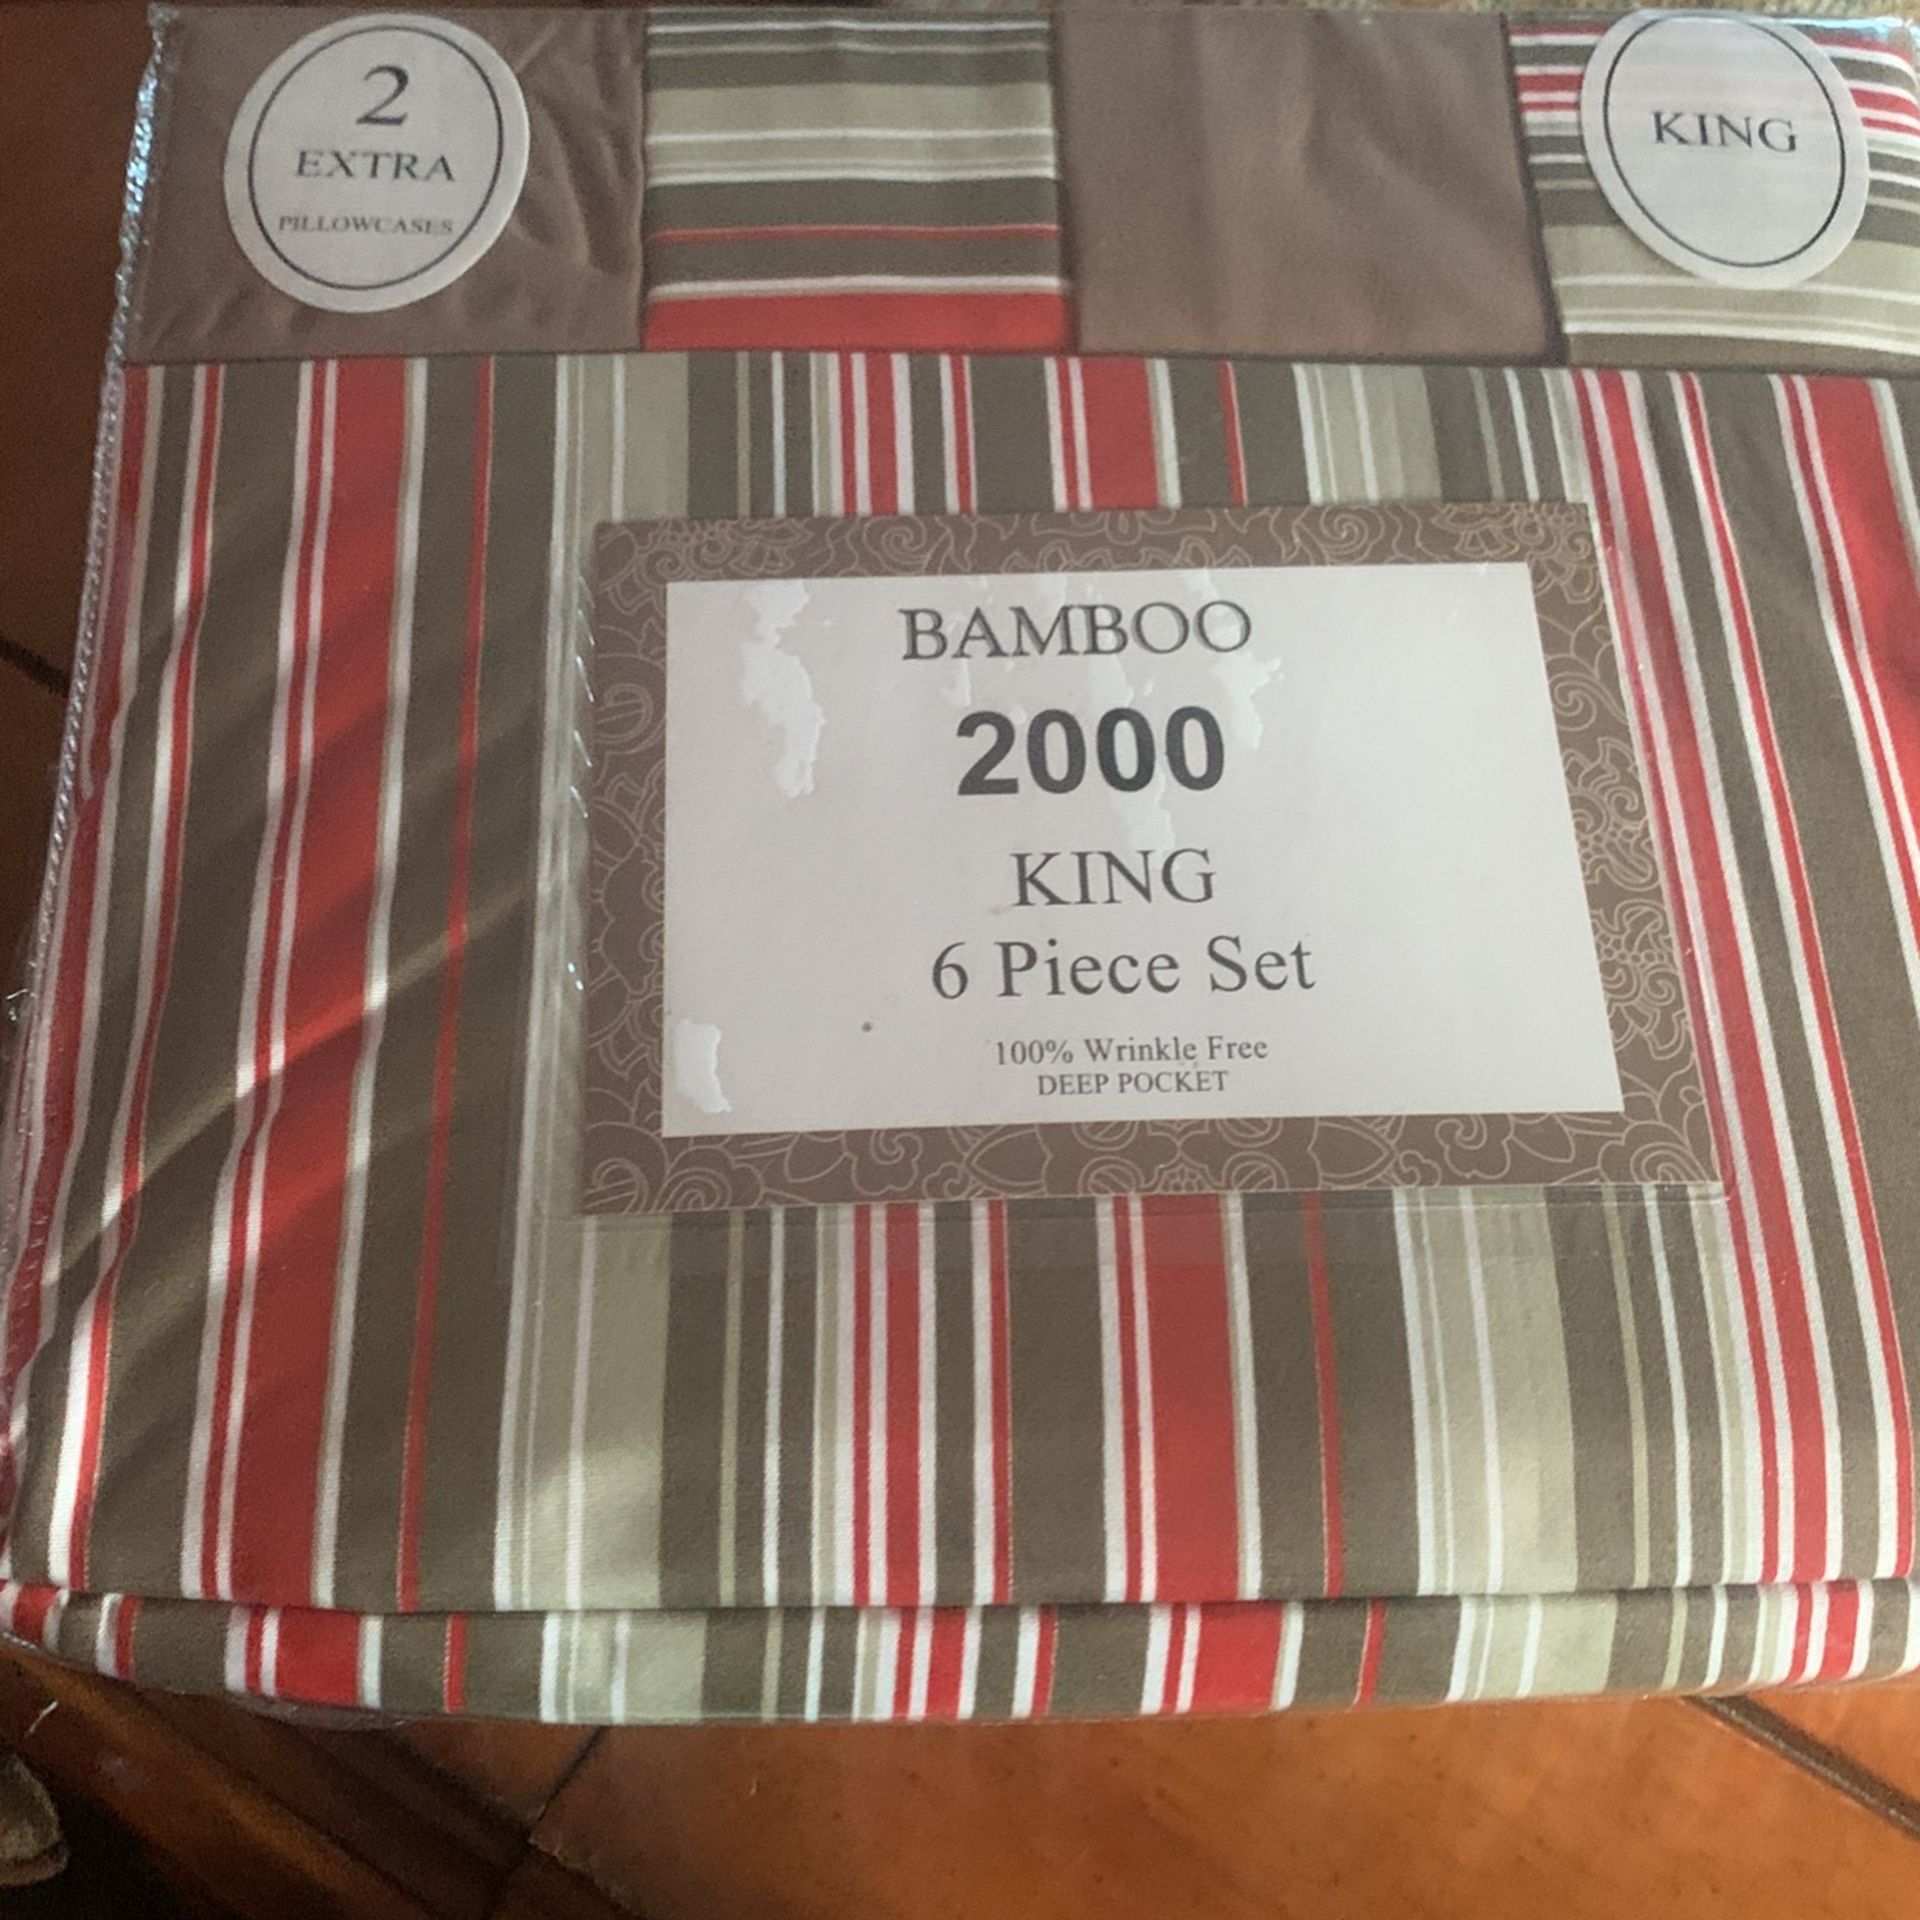 2
EXTRA
PILLOWCASES
KING
BAMBOO
2000
KING
6 Piece Set
100% Wrinkle Free
DEEP POCKET